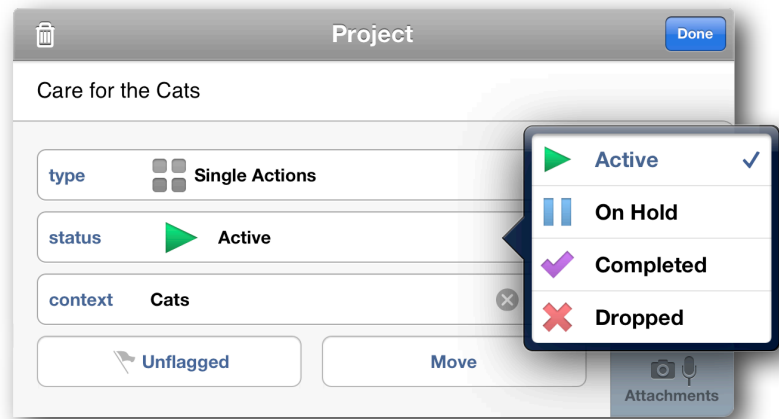 Project
Done
Care for the Cats
type Single Actions
status Active
context Cats
Unflagged
Move
Active
On Hold
Completed
Dropped
Attachments